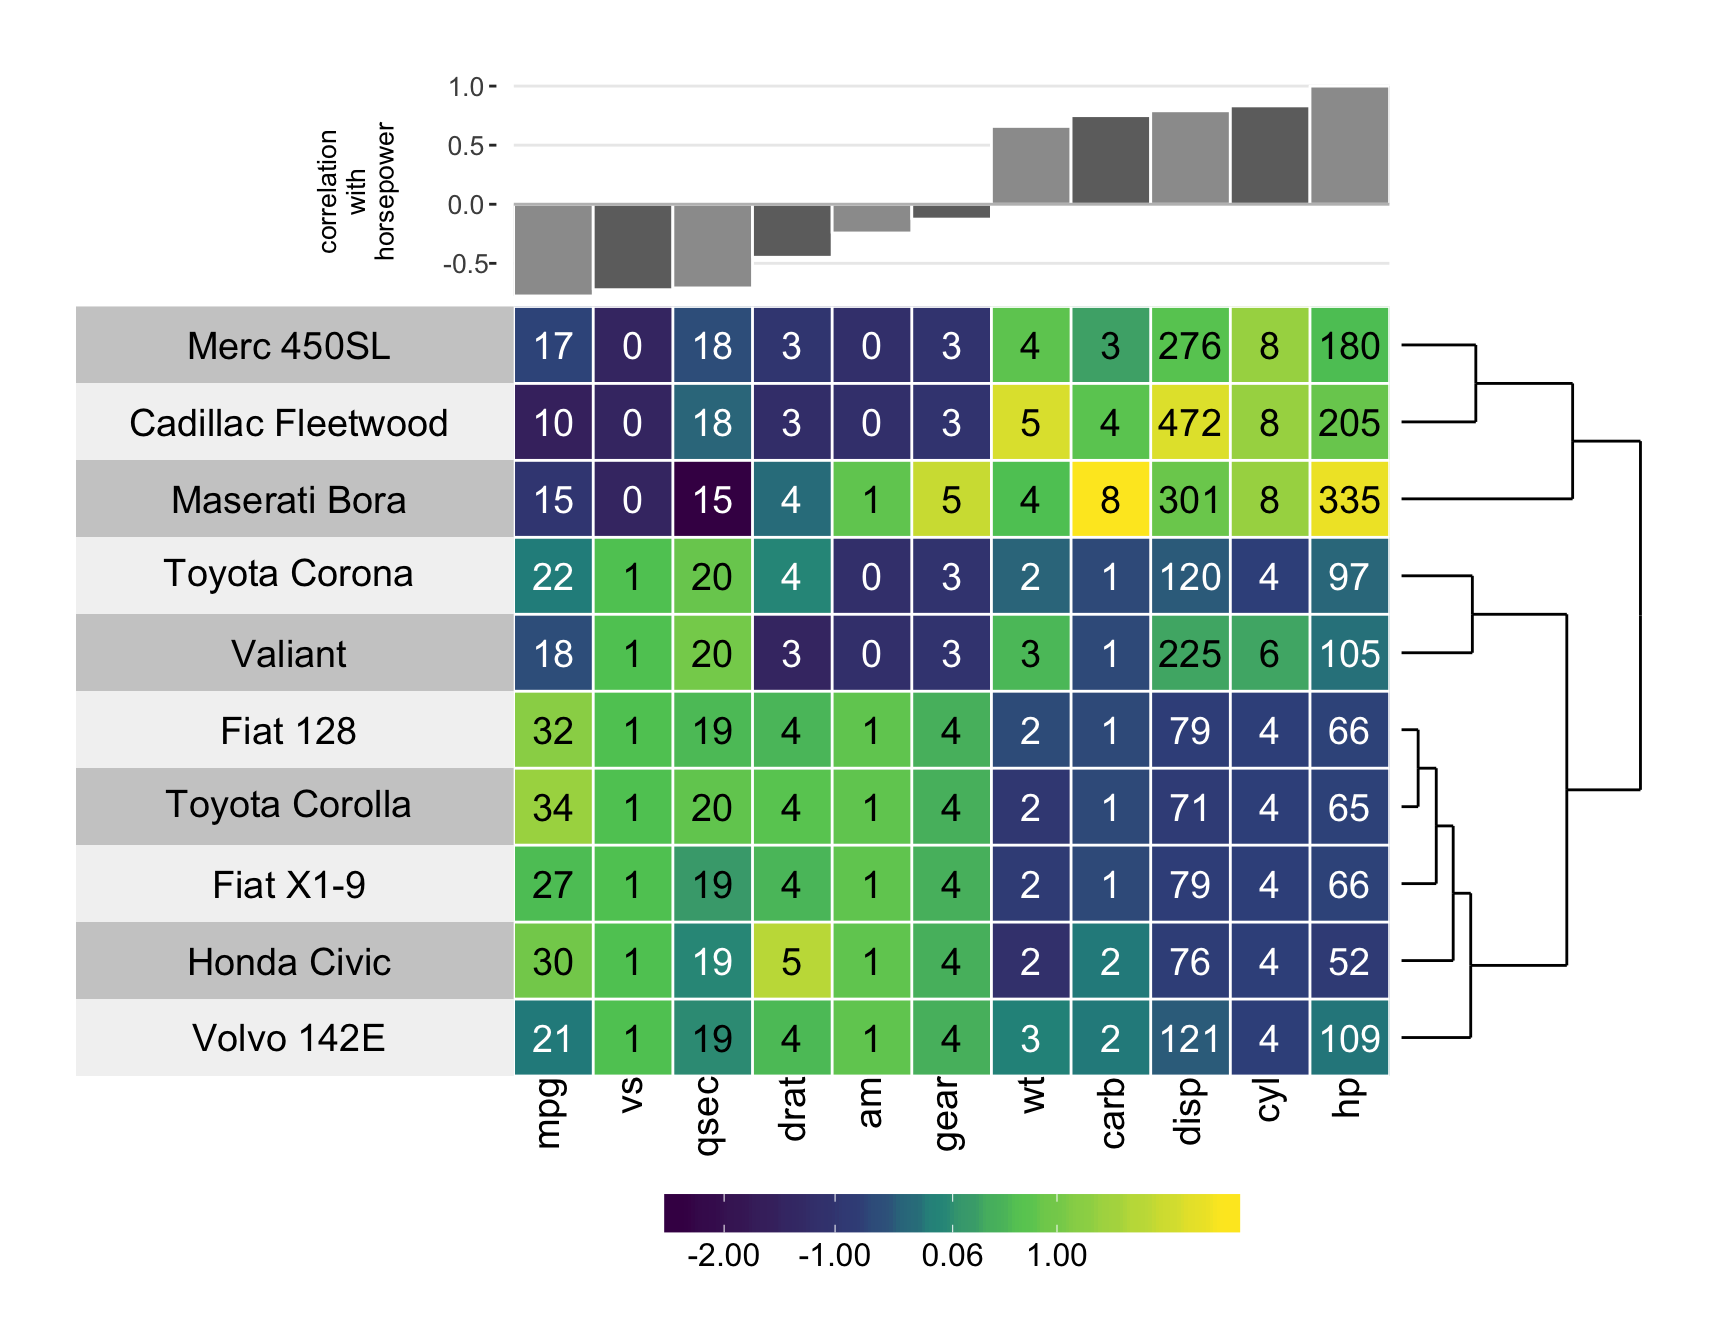 correlation
with
horsepower
1.0
0.5
0.0
-0.5
Merc 450SL 17 0 18 3 0 3 4 3 276 8 180
Cadillac Fleetwood 10 0 18 3 0 3 5 4 472 8 205
Maserati Bora 15 0 15 4 1 5 4 8 301 8 335
Toyota Corona 22 1 20 4 0 3 2 1 120 4 97
Valiant 18 1 20 3 0 3 3 1 225 6 105
Fiat 128 32 1 19 4 1 4 2 1 79 4 66
Toyota Corolla 34 1 20 4 1 4 2 1 71 4 65
Fiat X1-9 27 1 19 4 1 4 2 1 79 4 66
Honda Civic 30 1 19 5 1 4 2 2 76 4 52
Volvo 142E 21 1 19 4 1 4 3 2 121 4 109
mpg vs qsec drat am gear wt carb disp cyl hp
-2.00 -1.00 0.06 1.00